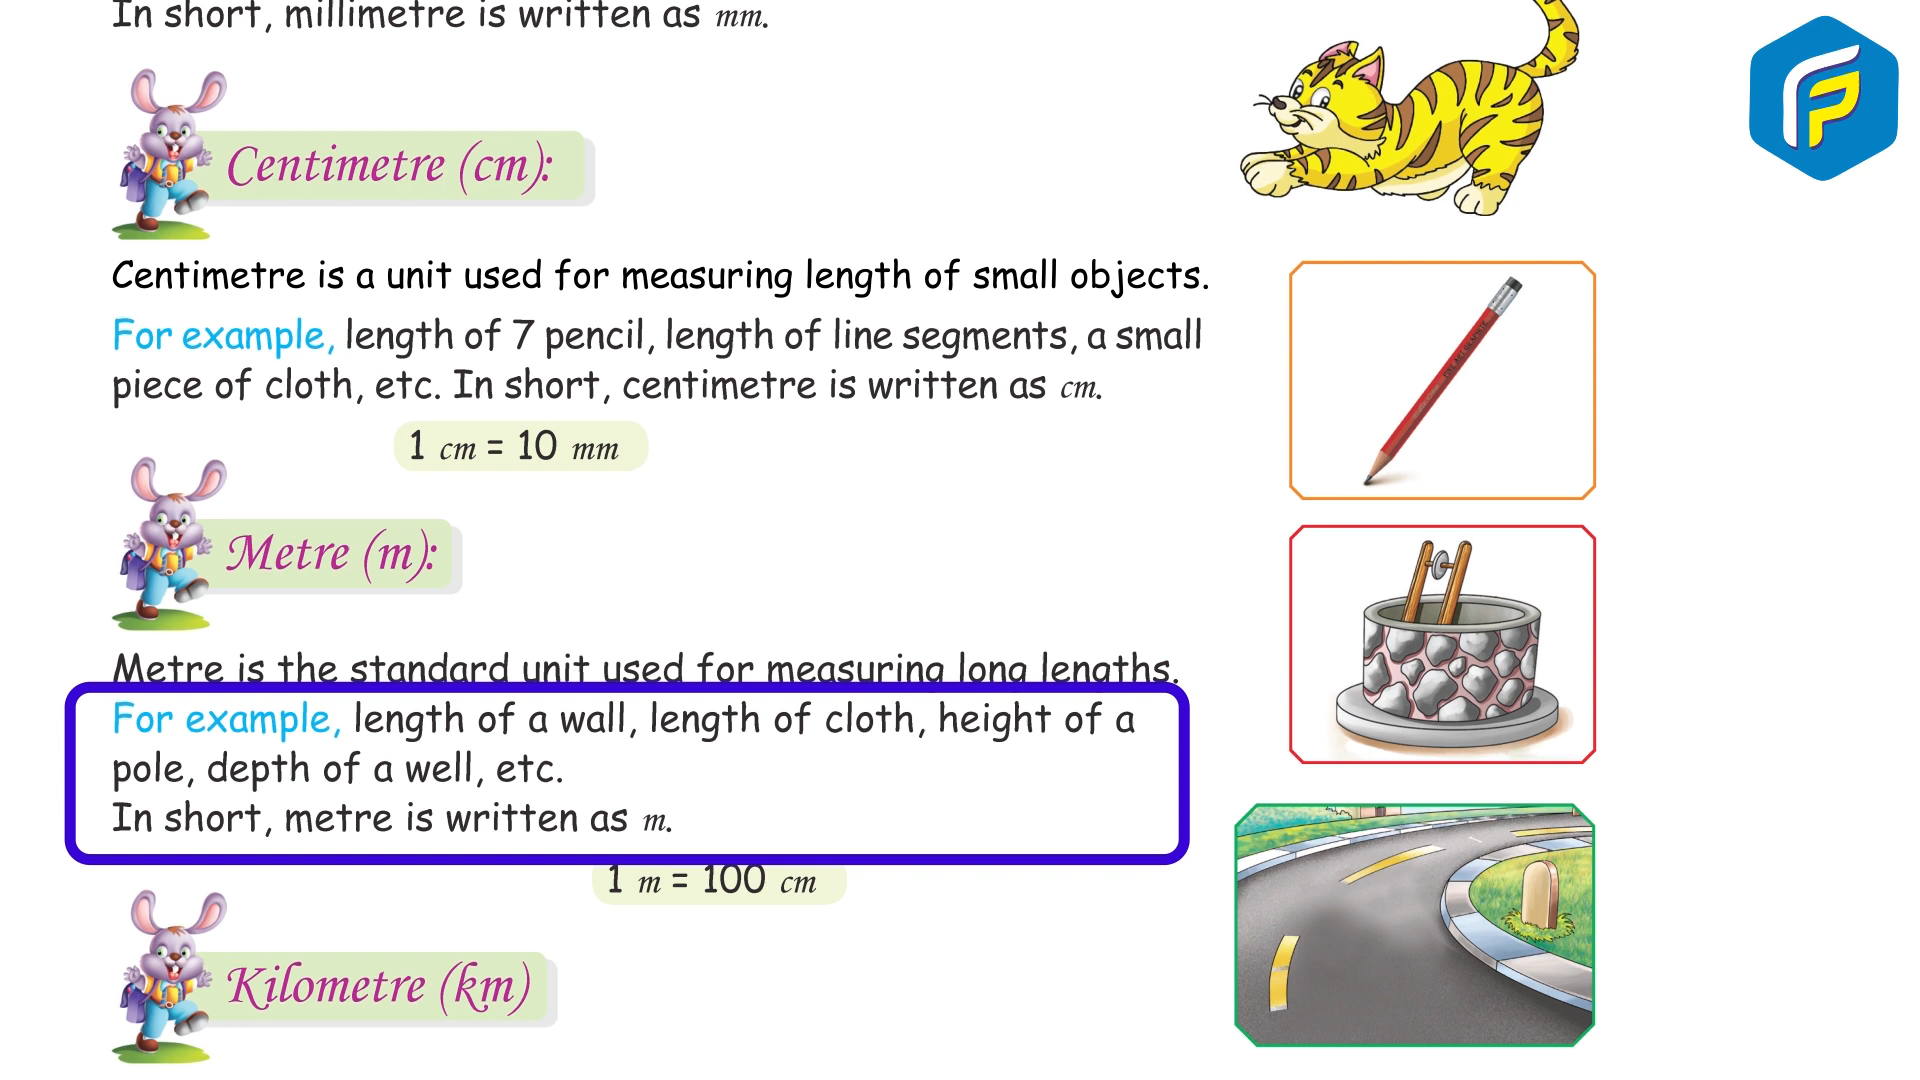 In short, millimetre is written as mm.
Centimetre (cm):
Centimetre is a unit used for measuring length of small objects.
For example, length of 7 pencil, length of line segments, a small
piece of cloth, etc. In short, centimetre is written as cm.
1 cm = 10 mm
Metre (m):
Metre is the standard unit used for measuring long lengths.
For example, length of a wall, length of cloth, height of a
pole, depth of a well, etc.
In short, metre is written as m.
1 m = 100 cm
Kilometre (km)